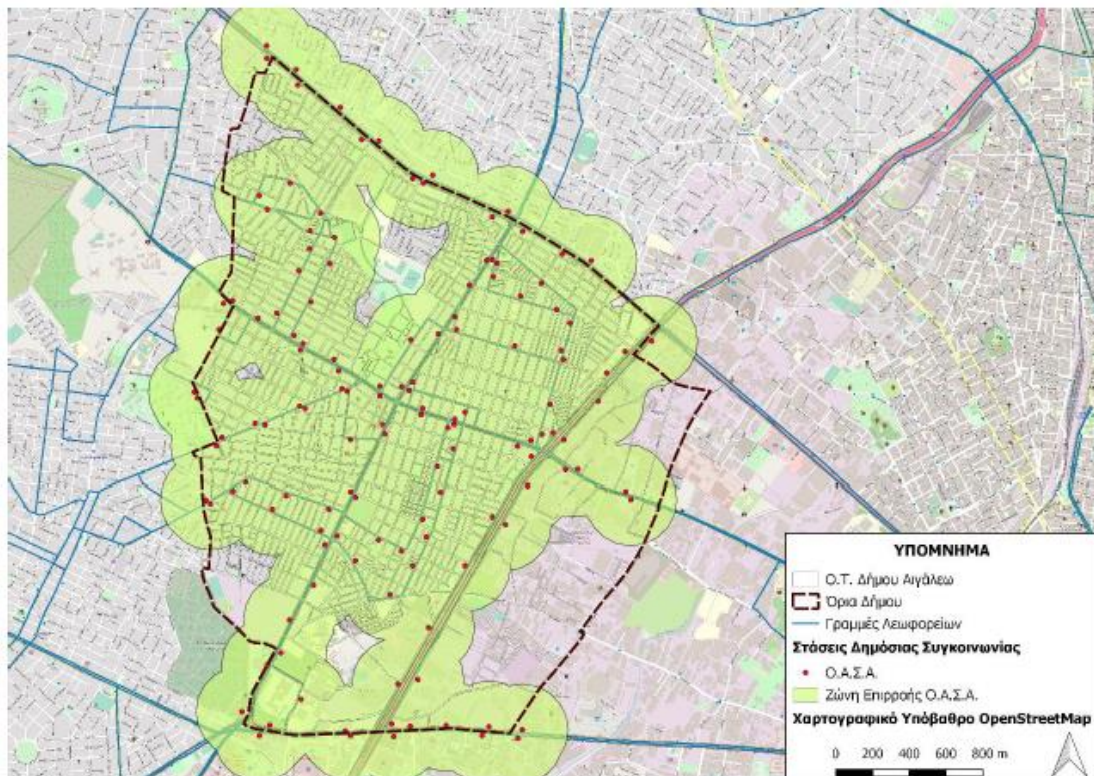 ΥΠΟΜΝΗΜΑ
Ο.Τ. Δήμου Αιγάλεω
Όρια Δήμου
Γραμμές Λεωφορείων
Στάσεις Δημόσιας Συγκοινωνίας
Ο.Α.Σ.Α.
Ζώνη Επιρροής Ο.Α.Σ.Α.
Χαρτογραφικό Υπόβαθρο OpenStreetMap
0 200 400 600 800 m